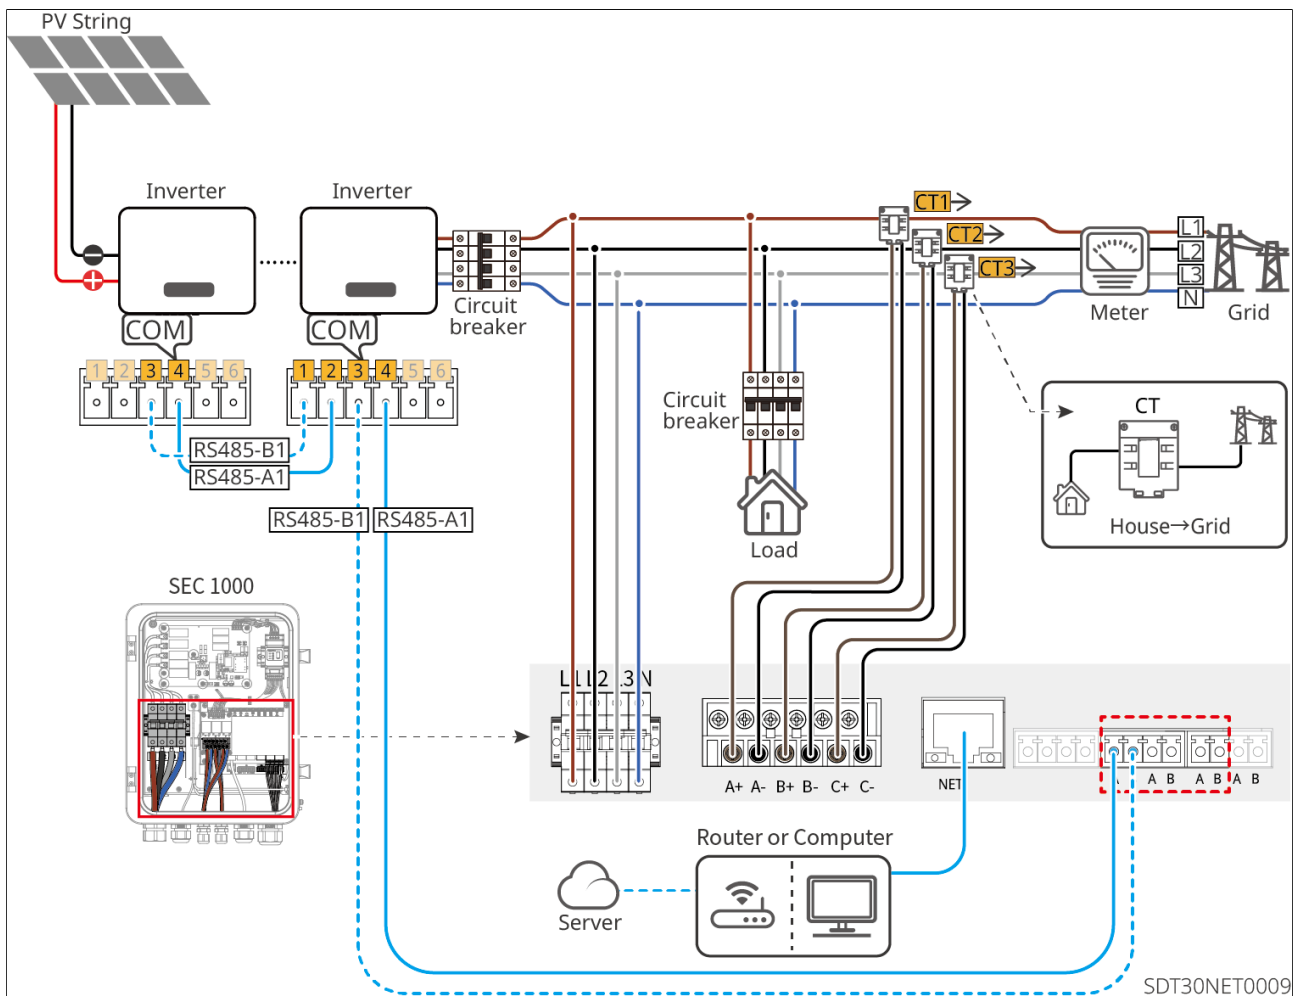 PV String
Inverter
Inverter
CT1
CT2
CT3
L1
L2
L3
N
Circuit
breaker
Meter
Grid
COM
COM
1 2 3 4 5 6
1 2 3 4 5 6
Circuit
breaker
CT
RS485-B1
RS485-A1
RS485-B1
RS485-A1
House→Grid
Load
SEC 1000
L1 L2 L3 N
A+ A- B+ B- C+ C-
NET
A A B A B A B
Router or Computer
Server
SDT30NET0009